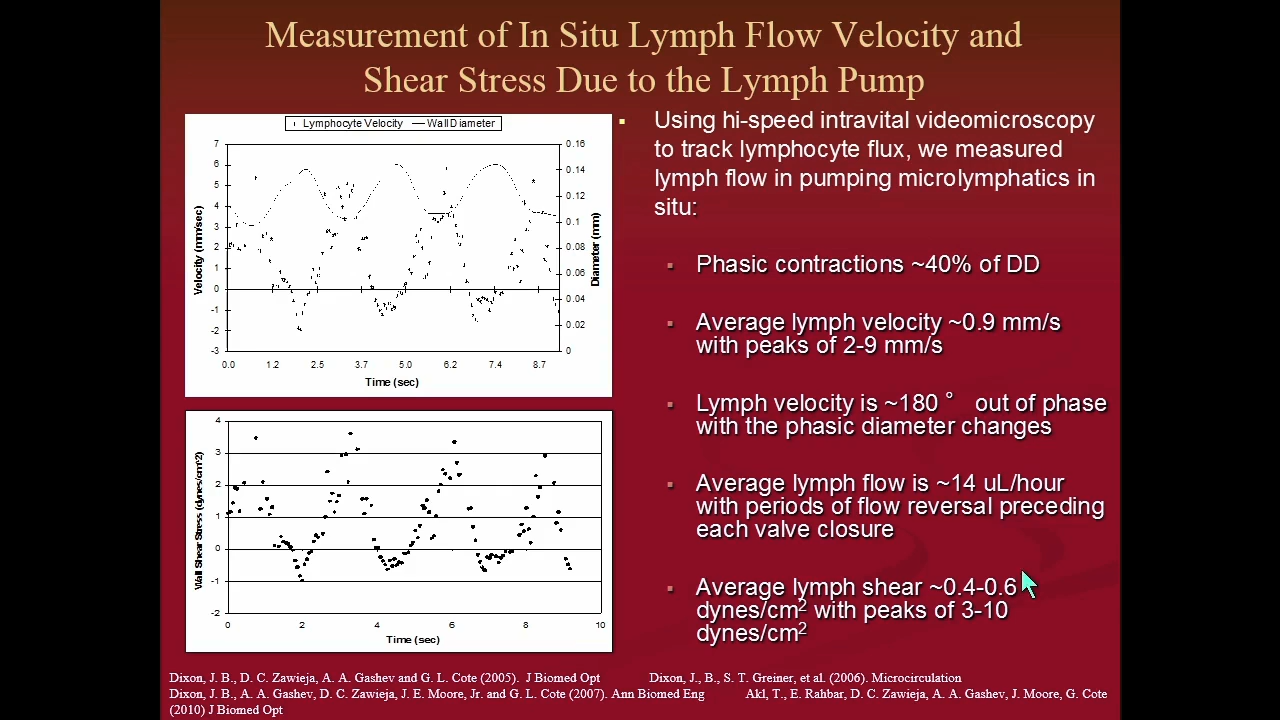 Measurement of In Situ Lymph Flow Velocity and
Shear Stress Due to the Lymph Pump
Lymphocyte Velocity
Wall Diameter
7
6
5
4
3
2
1
0
-1
-2
-3
Velocity (mm/sec)
0.16
0.14
0.12
0.1
0.08
0.06
0.04
0.02
0
Diameter (mm)
0.0 1.2 2.5 3.7 5.0 6.2 7.4 8.7
Time (sec)
4
3
2
1
0
-1
-2
Wall Shear Stress (dynes/cm^2)
0 2 4 6 8 10
Time (sec)
Using hi-speed intravital videomicroscopy
to track lymphocyte flux, we measured
lymph flow in pumping microlymphatics in
situ:
Phasic contractions ~40% of DD
Average lymph velocity ~0.9 mm/s
with peaks of 2-9 mm/s
Lymph velocity is ~180 ° out of phase
with the phasic diameter changes
Average lymph flow is ~14 uL/hour
with periods of flow reversal preceding
each valve closure
Average lymph shear ~0.4-0.6
dynes/cm² with peaks of 3-10
dynes/cm²
Dixon, J. B., D. C. Zawieja, A. A. Gashev and G. L. Cote (2005). J Biomed Opt Dixon, J., B., S. T. Greiner, et al. (2006). Microcirculation
Dixon, J. B., A. A. Gashev, D. C. Zawieja, J. E. Moore, Jr. and G. L. Cote (2007). Ann Biomed Eng Akl, T., E. Rahbar, D. C. Zawieja, A. A. Gashev, J. Moore, G. Cote
(2010) J Biomed Opt